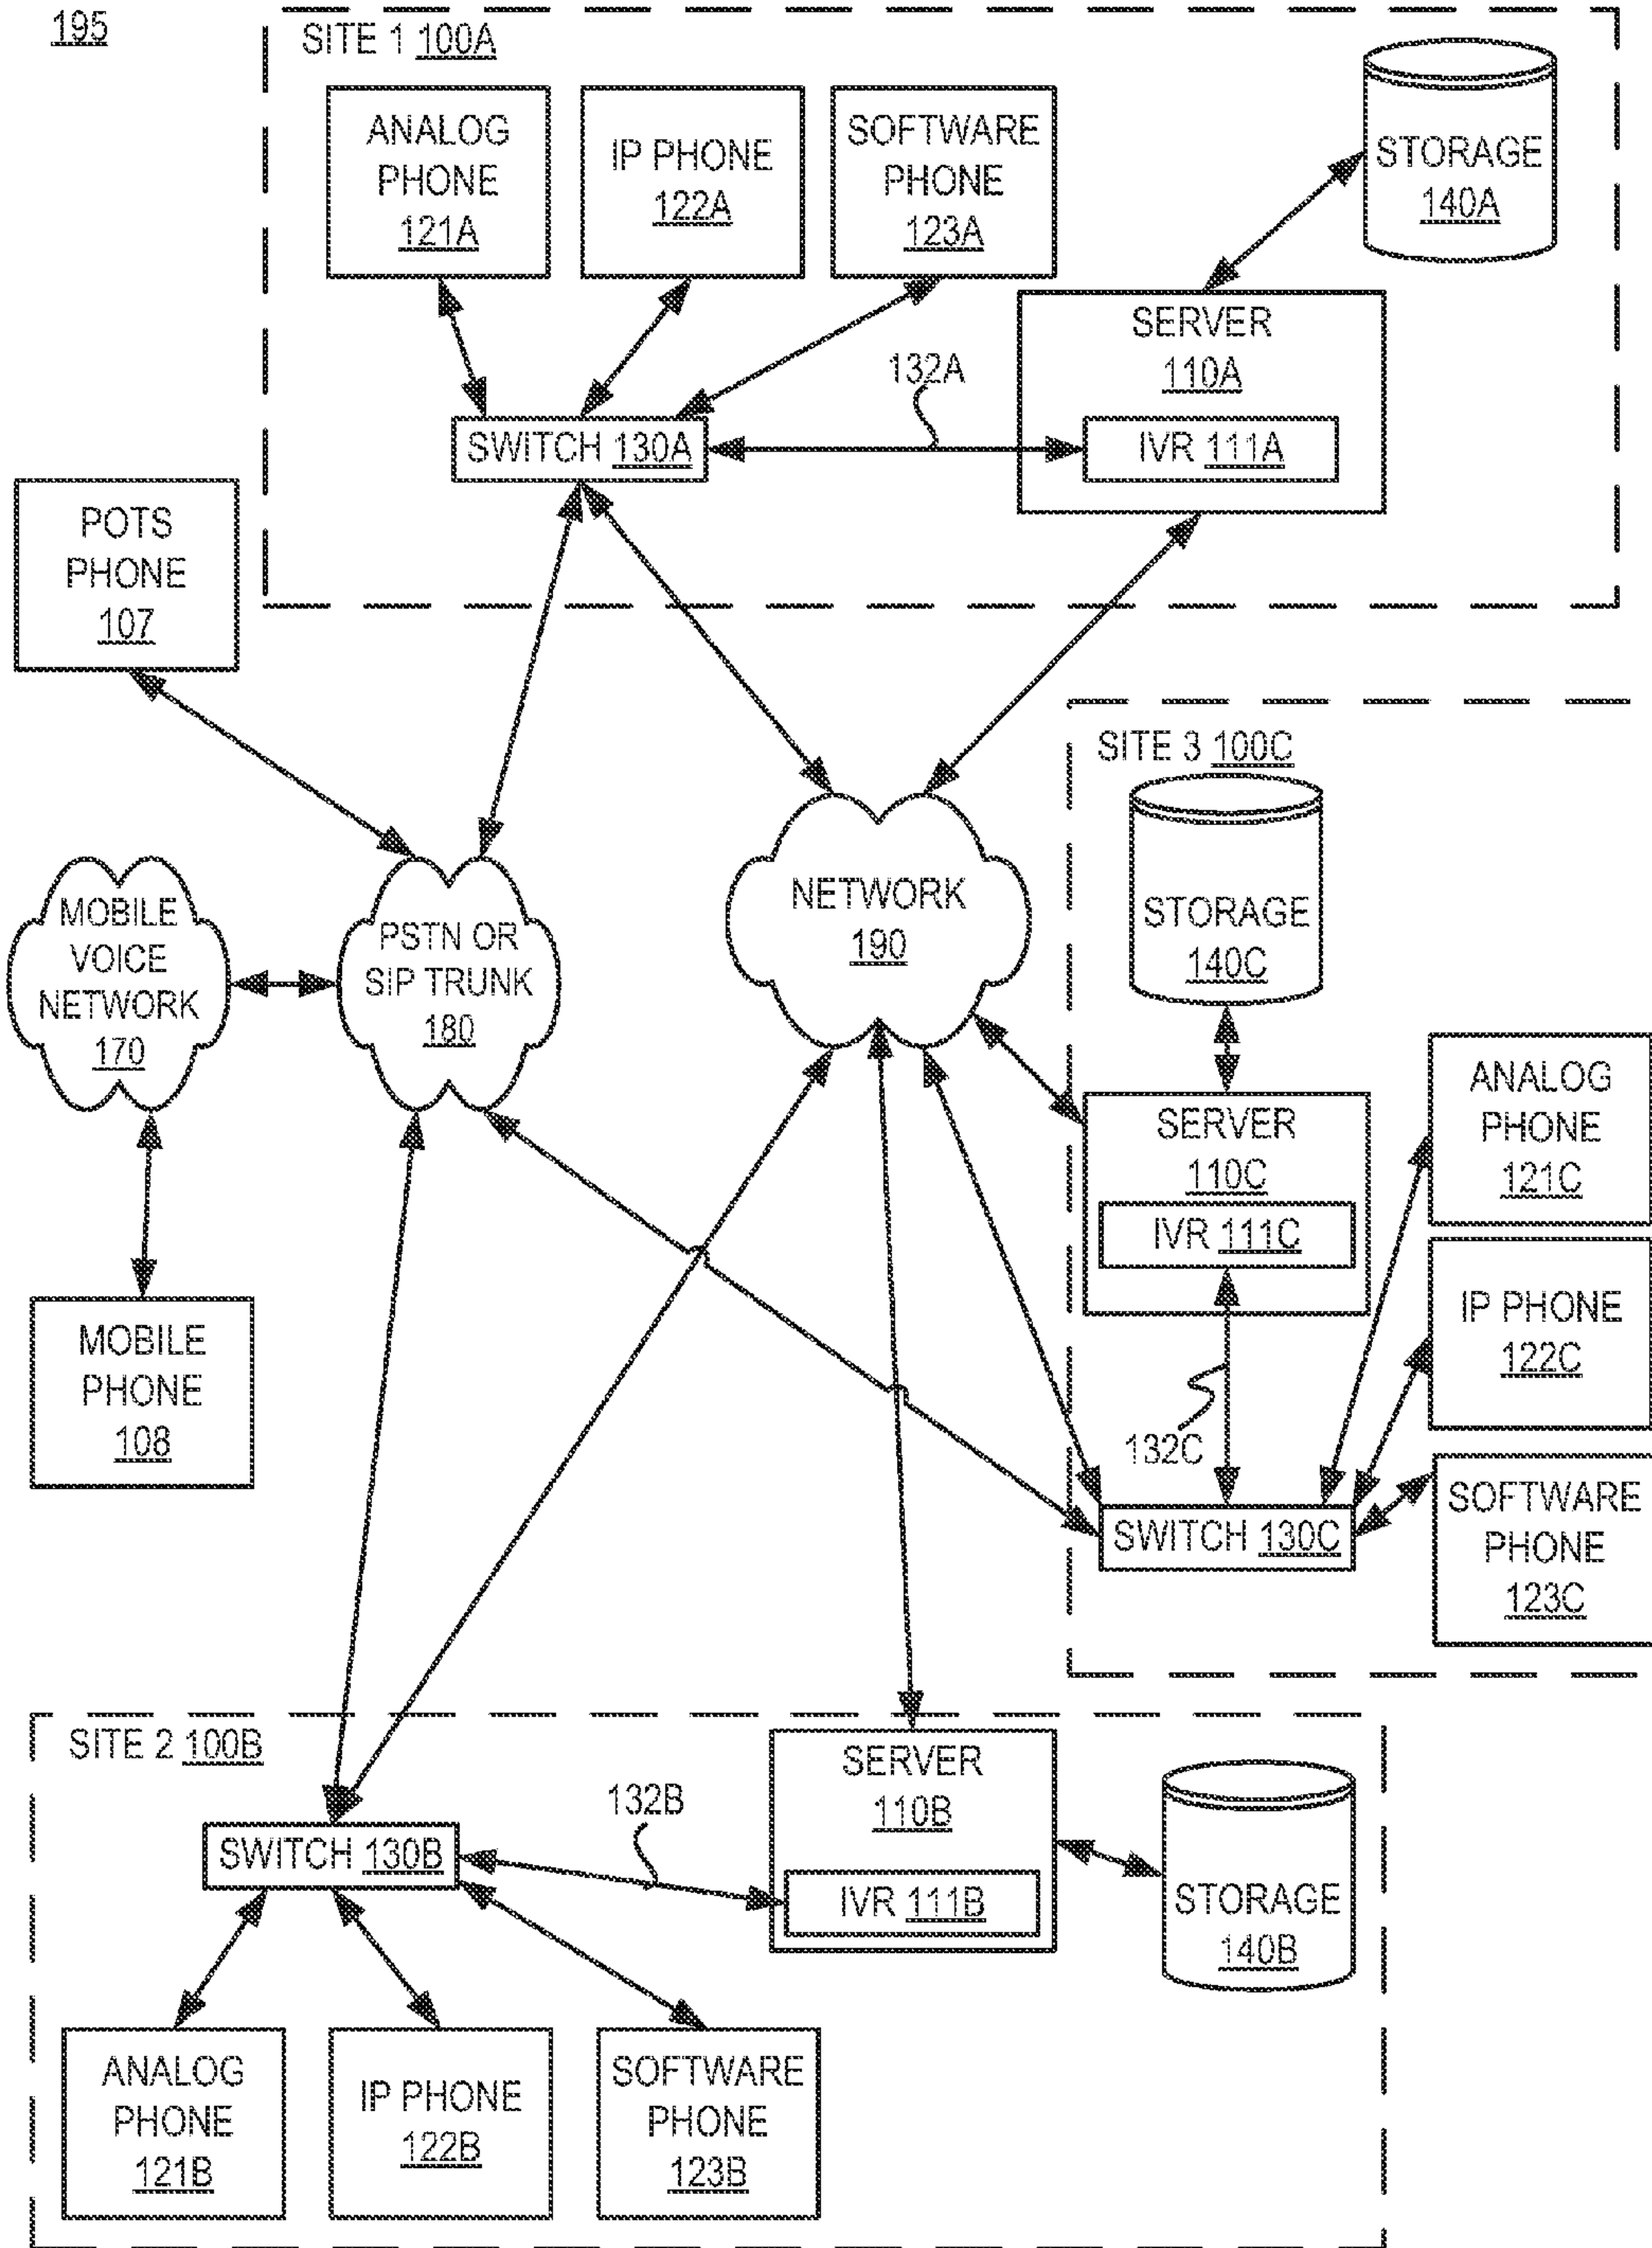 195
SITE 1 100A
ANALOG
PHONE
121A
IP PHONE
122A
SOFTWARE
PHONE
123A
STORAGE
140A
SERVER
110A
IVR 111A
132A
SWITCH 130A
POTS
PHONE
107
MOBILE
VOICE
NETWORK
170
PSTN OR
SIP TRUNK
180
NETWORK
190
MOBILE
PHONE
108
SITE 3 100C
STORAGE
140C
SERVER
110C
IVR 111C
132C
SWITCH 130C
ANALOG
PHONE
121C
IP PHONE
122C
SOFTWARE
PHONE
123C
SITE 2 100B
SWITCH 130B
132B
SERVER
110B
IVR 111B
STORAGE
140B
ANALOG
PHONE
121B
IP PHONE
122B
SOFTWARE
PHONE
123B